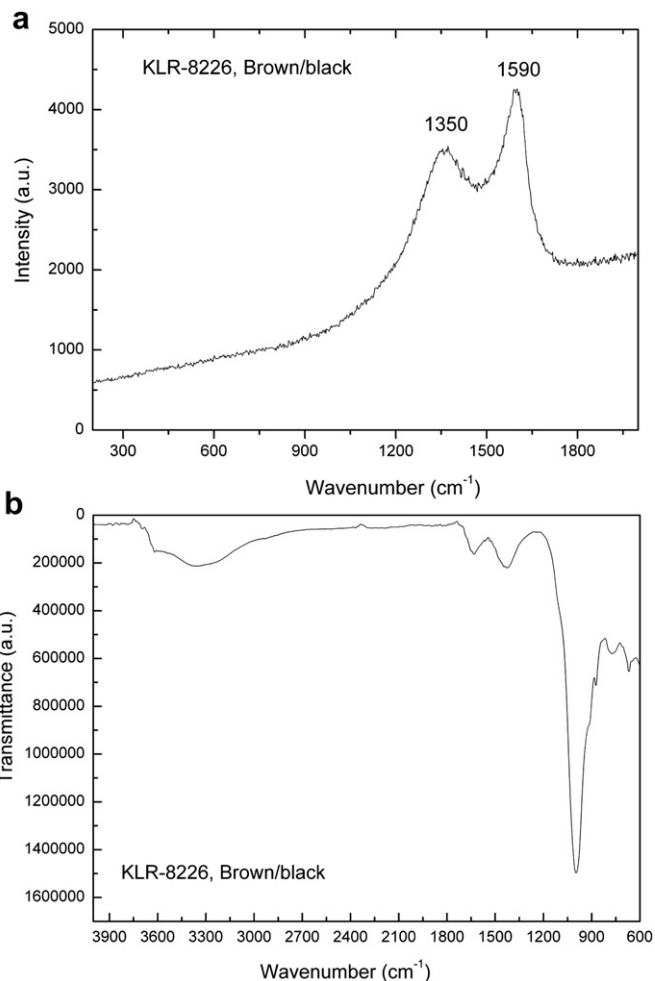 a
KLR-8226, Brown/black
1350
1590
Intensity (a.u.)
5000
4000
3000
2000
1000
0
300 600 900 1200 1500 1800
Wavenumber (cm⁻¹)
b
Transmittance (a.u.)
0
200000
400000
600000
800000
1000000
1200000
1400000
1600000
KLR-8226, Brown/black
3900 3600 3300 3000 2700 2400 2100 1800 1500 1200 900 600
Wavenumber (cm⁻¹)